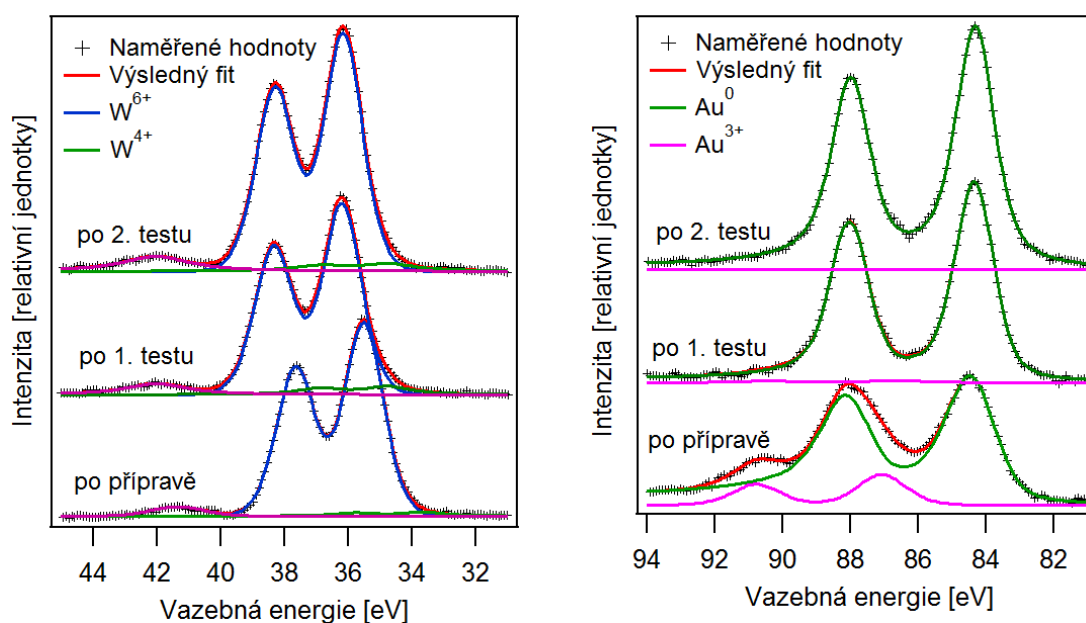 Naměřené hodnoty
Výsledný fit
W6+
W4+
po 2. testu
po 1. testu
po přípravě
Intenzita [relativní jednotky]
44 42 40 38 36 34 32
Vazebná energie [eV]
Naměřené hodnoty
Výsledný fit
Au0
Au3+
po 2. testu
po 1. testu
po přípravě
Intenzita [relativní jednotky]
94 92 90 88 86 84 82
Vazebná energie [eV]